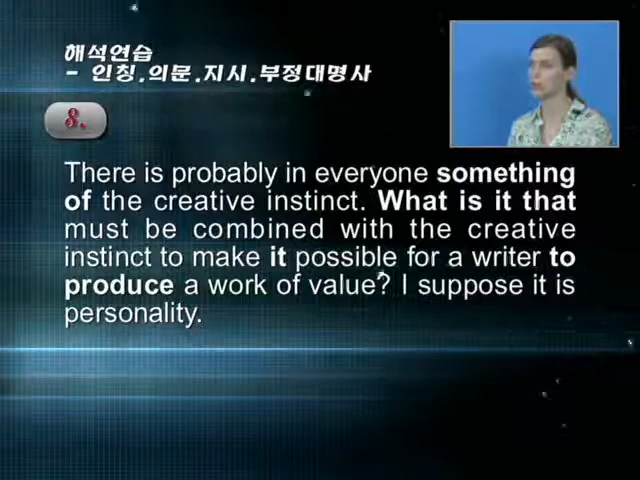 해석연습
- 인칭.의문.지시.부정대명사
8.
There is probably in everyone something
of the creative instinct. What is it that
must be combined with the creative
instinct to make it possible for a writer to
produce a work of value? I suppose it is
personality.